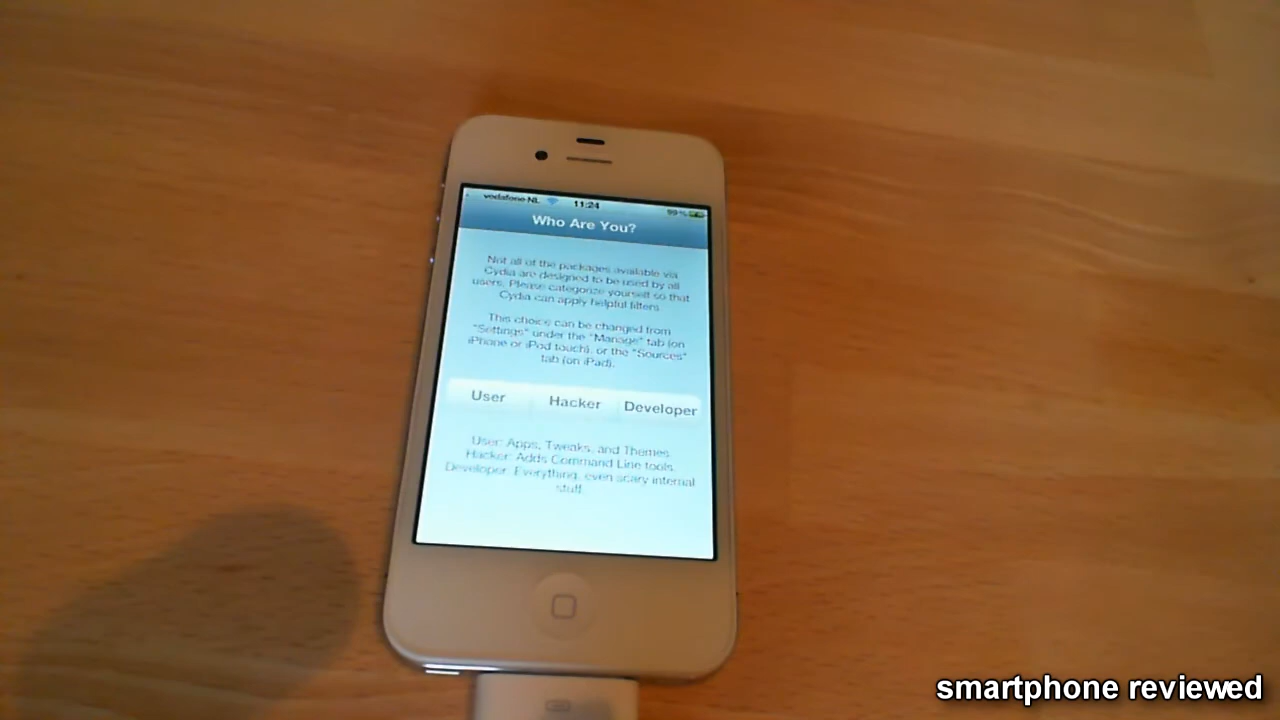 vodafone NL 11:24 99%
Who Are You?
Not all of the packages available via
Cydia are designed to be used by all
users. Please categorize yourself so that
Cydia can apply helpful filters.
This choice can be changed from
"Settings" under the "Manage" tab (on
iPhone or iPod touch), or the "Sources"
tab (on iPad).
User Hacker Developer
User: Apps, Tweaks, and Themes.
Hacker: Adds Command Line tools.
Developer: Everything, even scary internal
stuff.
smartphone reviewed